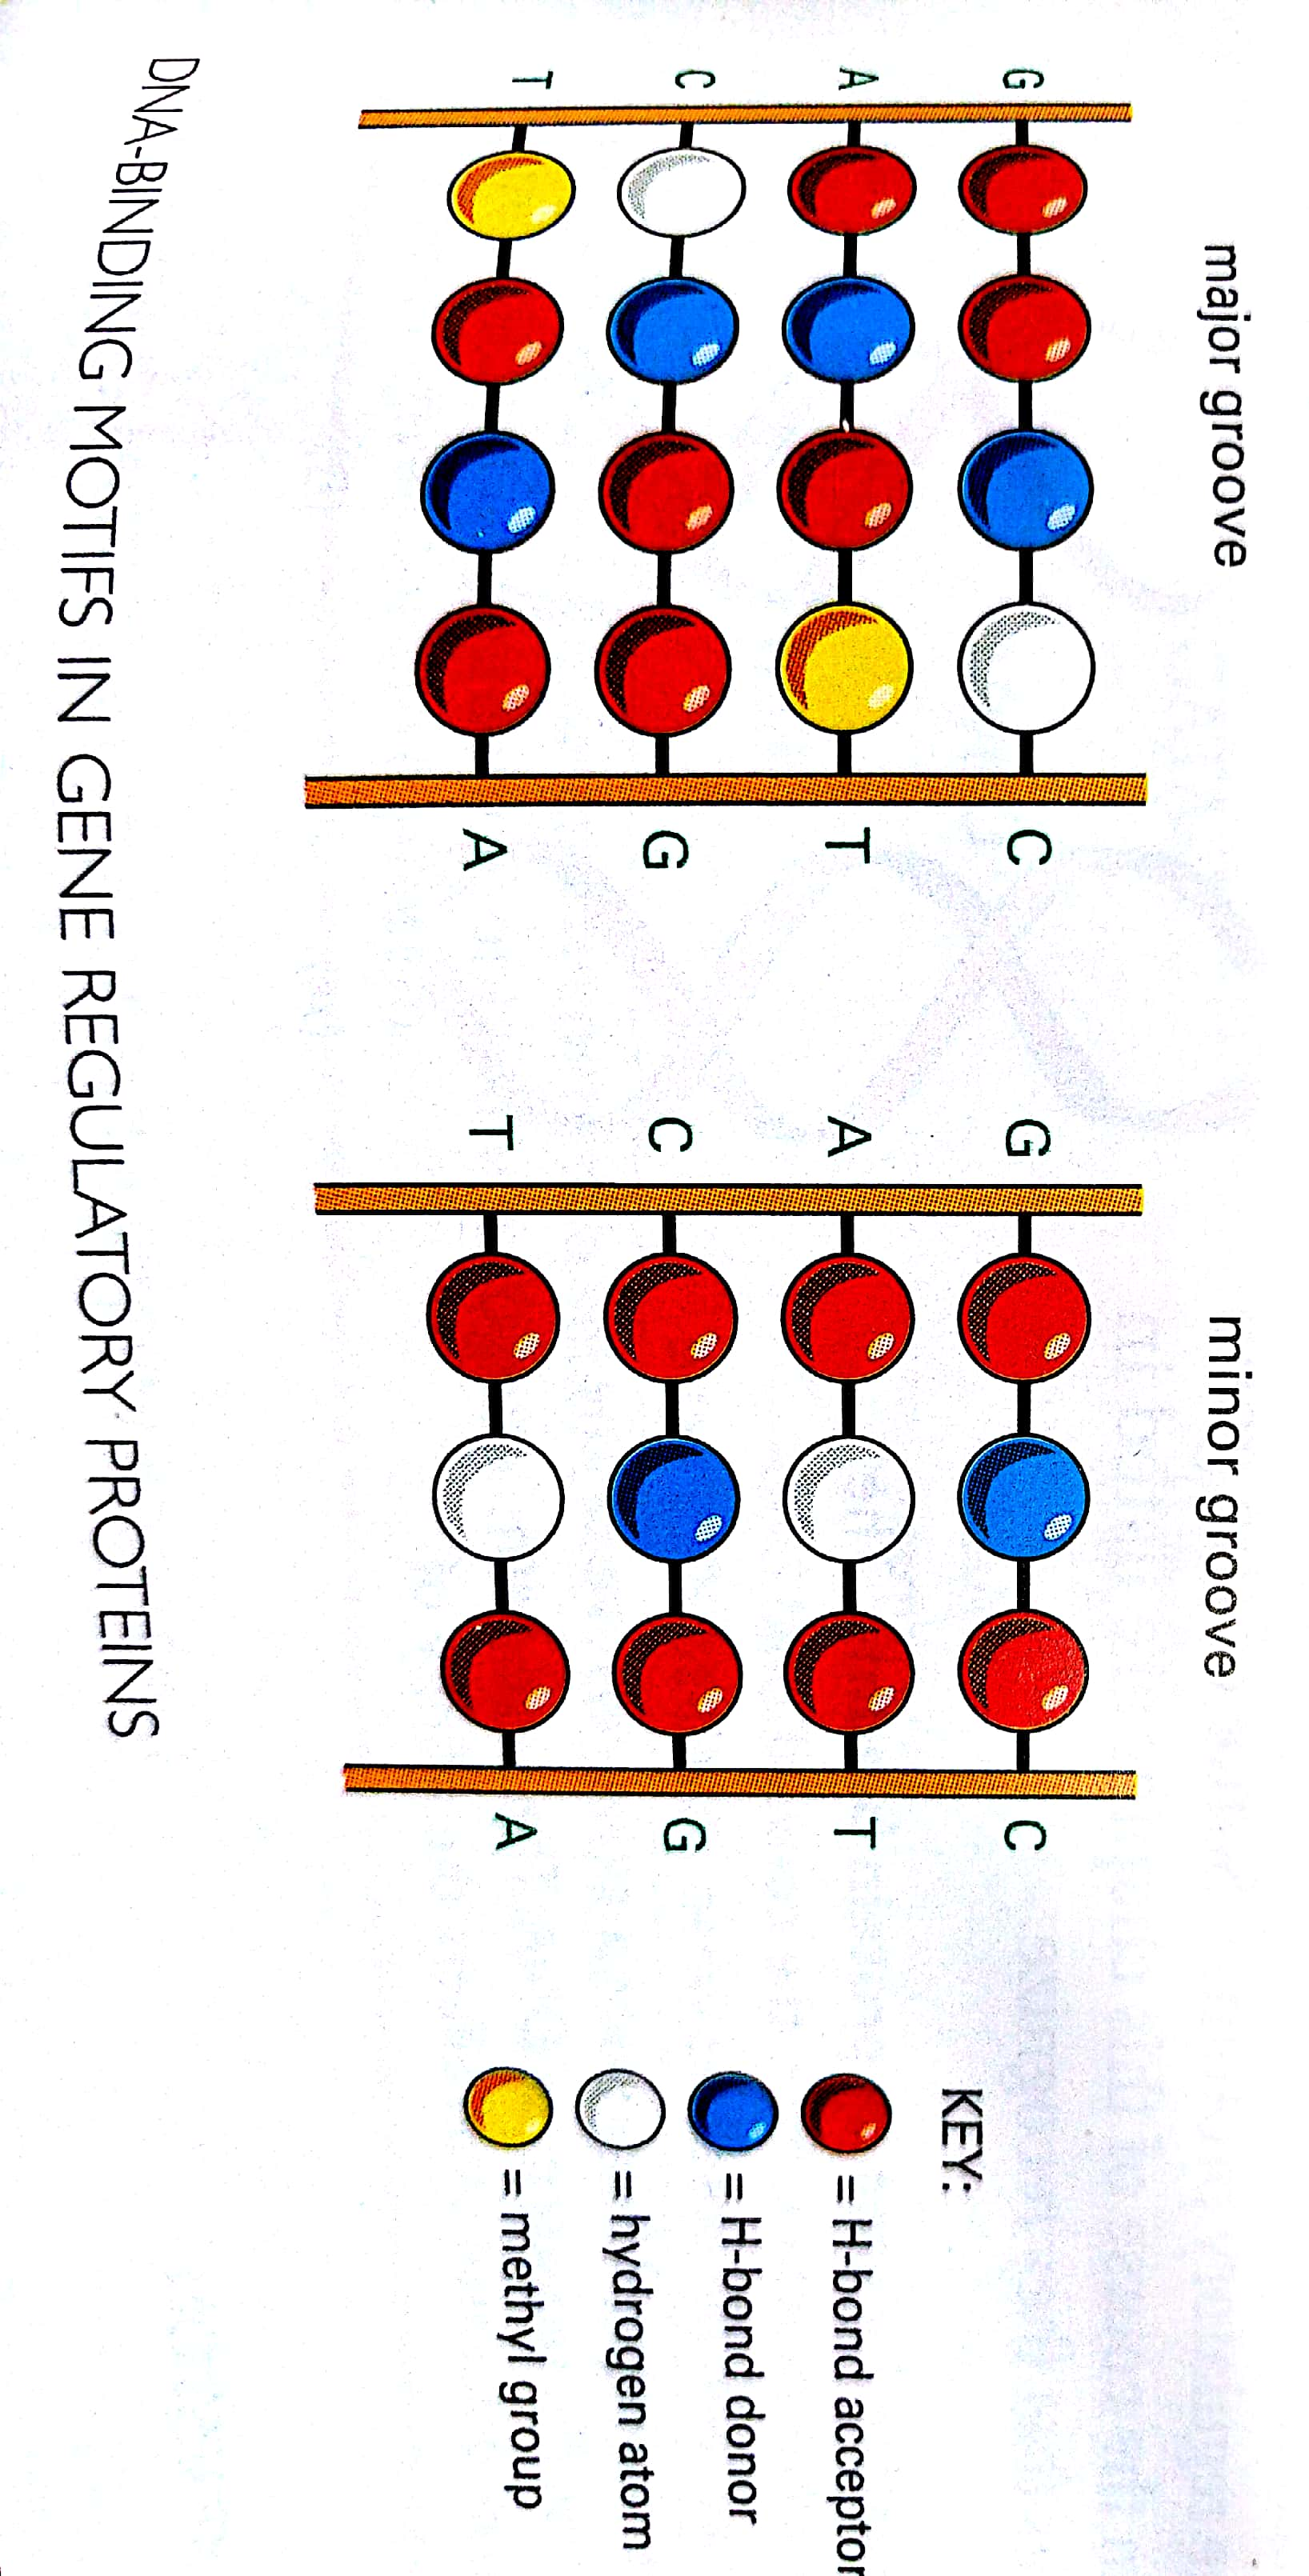 major groove
minor groove
G
C
G
C
KEY:
A
T
A
T
= H-bond acceptor
C
G
C
G
= H-bond donor
= hydrogen atom
T
A
T
A
= methyl group
DNA-BINDING MOTIFS IN GENE REGULATORY PROTEINS